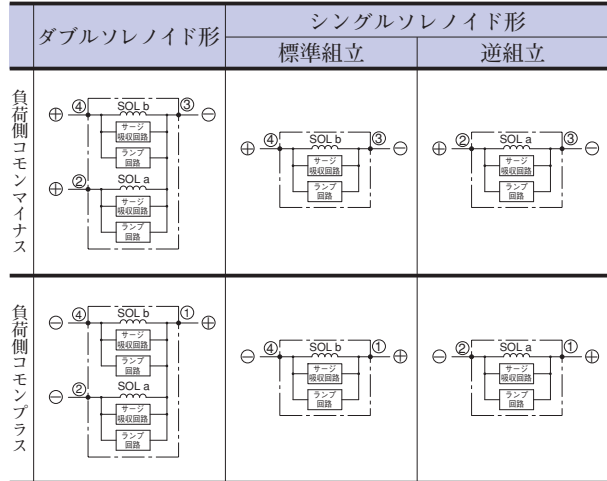 ダブルソレノイド形
シングルソレノイド形
標準組立
逆組立
負荷側コモンマイナス
⊕ ④ SOL b ③ ⊖
サージ
吸収回路
ランプ
回路
⊕ ② SOL a
サージ
吸収回路
ランプ
回路
⊕ ④ SOL b ③ ⊖
サージ
吸収回路
ランプ
回路
⊕ ② SOL a ③ ⊖
サージ
吸収回路
ランプ
回路
負荷側コモンプラス
⊖ ④ SOL b ① ⊕
サージ
吸収回路
ランプ
回路
⊖ ② SOL a
サージ
吸収回路
ランプ
回路
⊖ ④ SOL b ① ⊕
サージ
吸収回路
ランプ
回路
⊖ ② SOL a ① ⊕
サージ
吸収回路
ランプ
回路